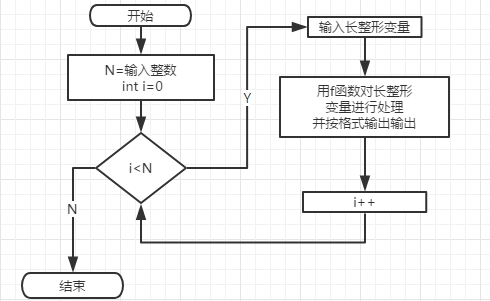 开始
N=输入整数
int i=0
i<N
N
结束
Y
输入长整形变量
用f函数对长整形
变量进行处理
并按格式输出输出
i++